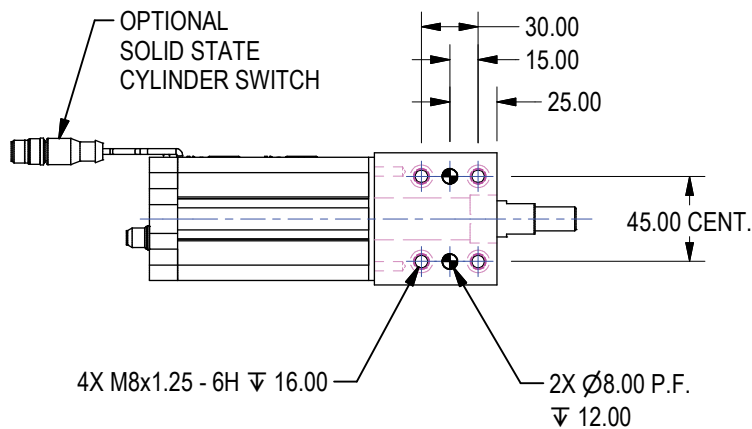 OPTIONAL
SOLID STATE
CYLINDER SWITCH
30.00
15.00
25.00
45.00 CENT.
4X M8x1.25 - 6H ↧ 16.00
2X Ø8.00 P.F.
↧ 12.00